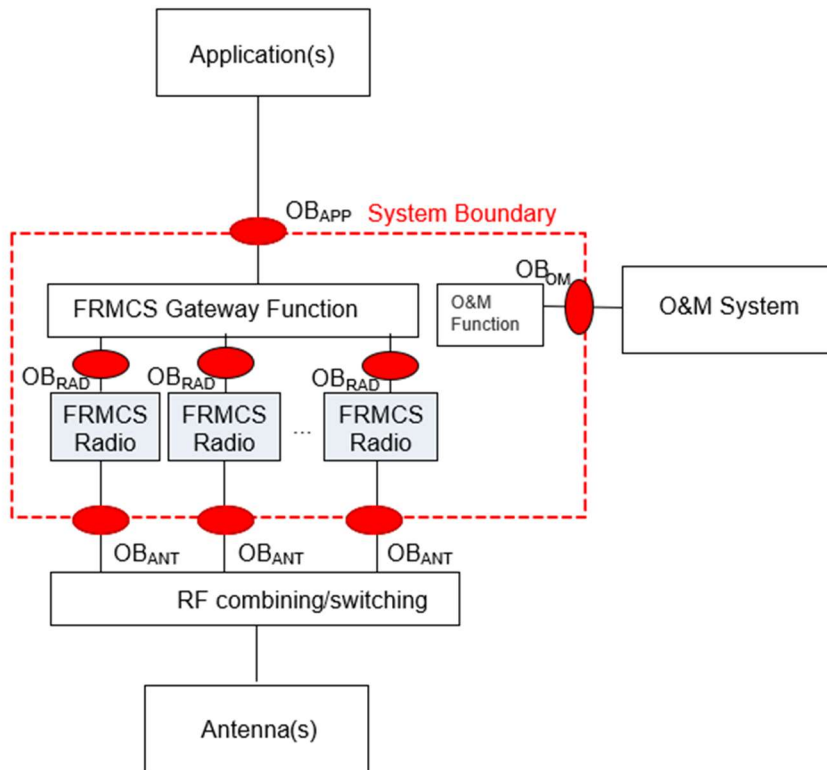 Application(s)
OBAPP
System Boundary
OBOM
FRMCS Gateway Function
O&M
Function
O&M System
OBRAD
OBRAD
OBRAD
FRMCS
Radio
FRMCS
Radio
...
FRMCS
Radio
OBANT
OBANT
OBANT
RF combining/switching
Antenna(s)